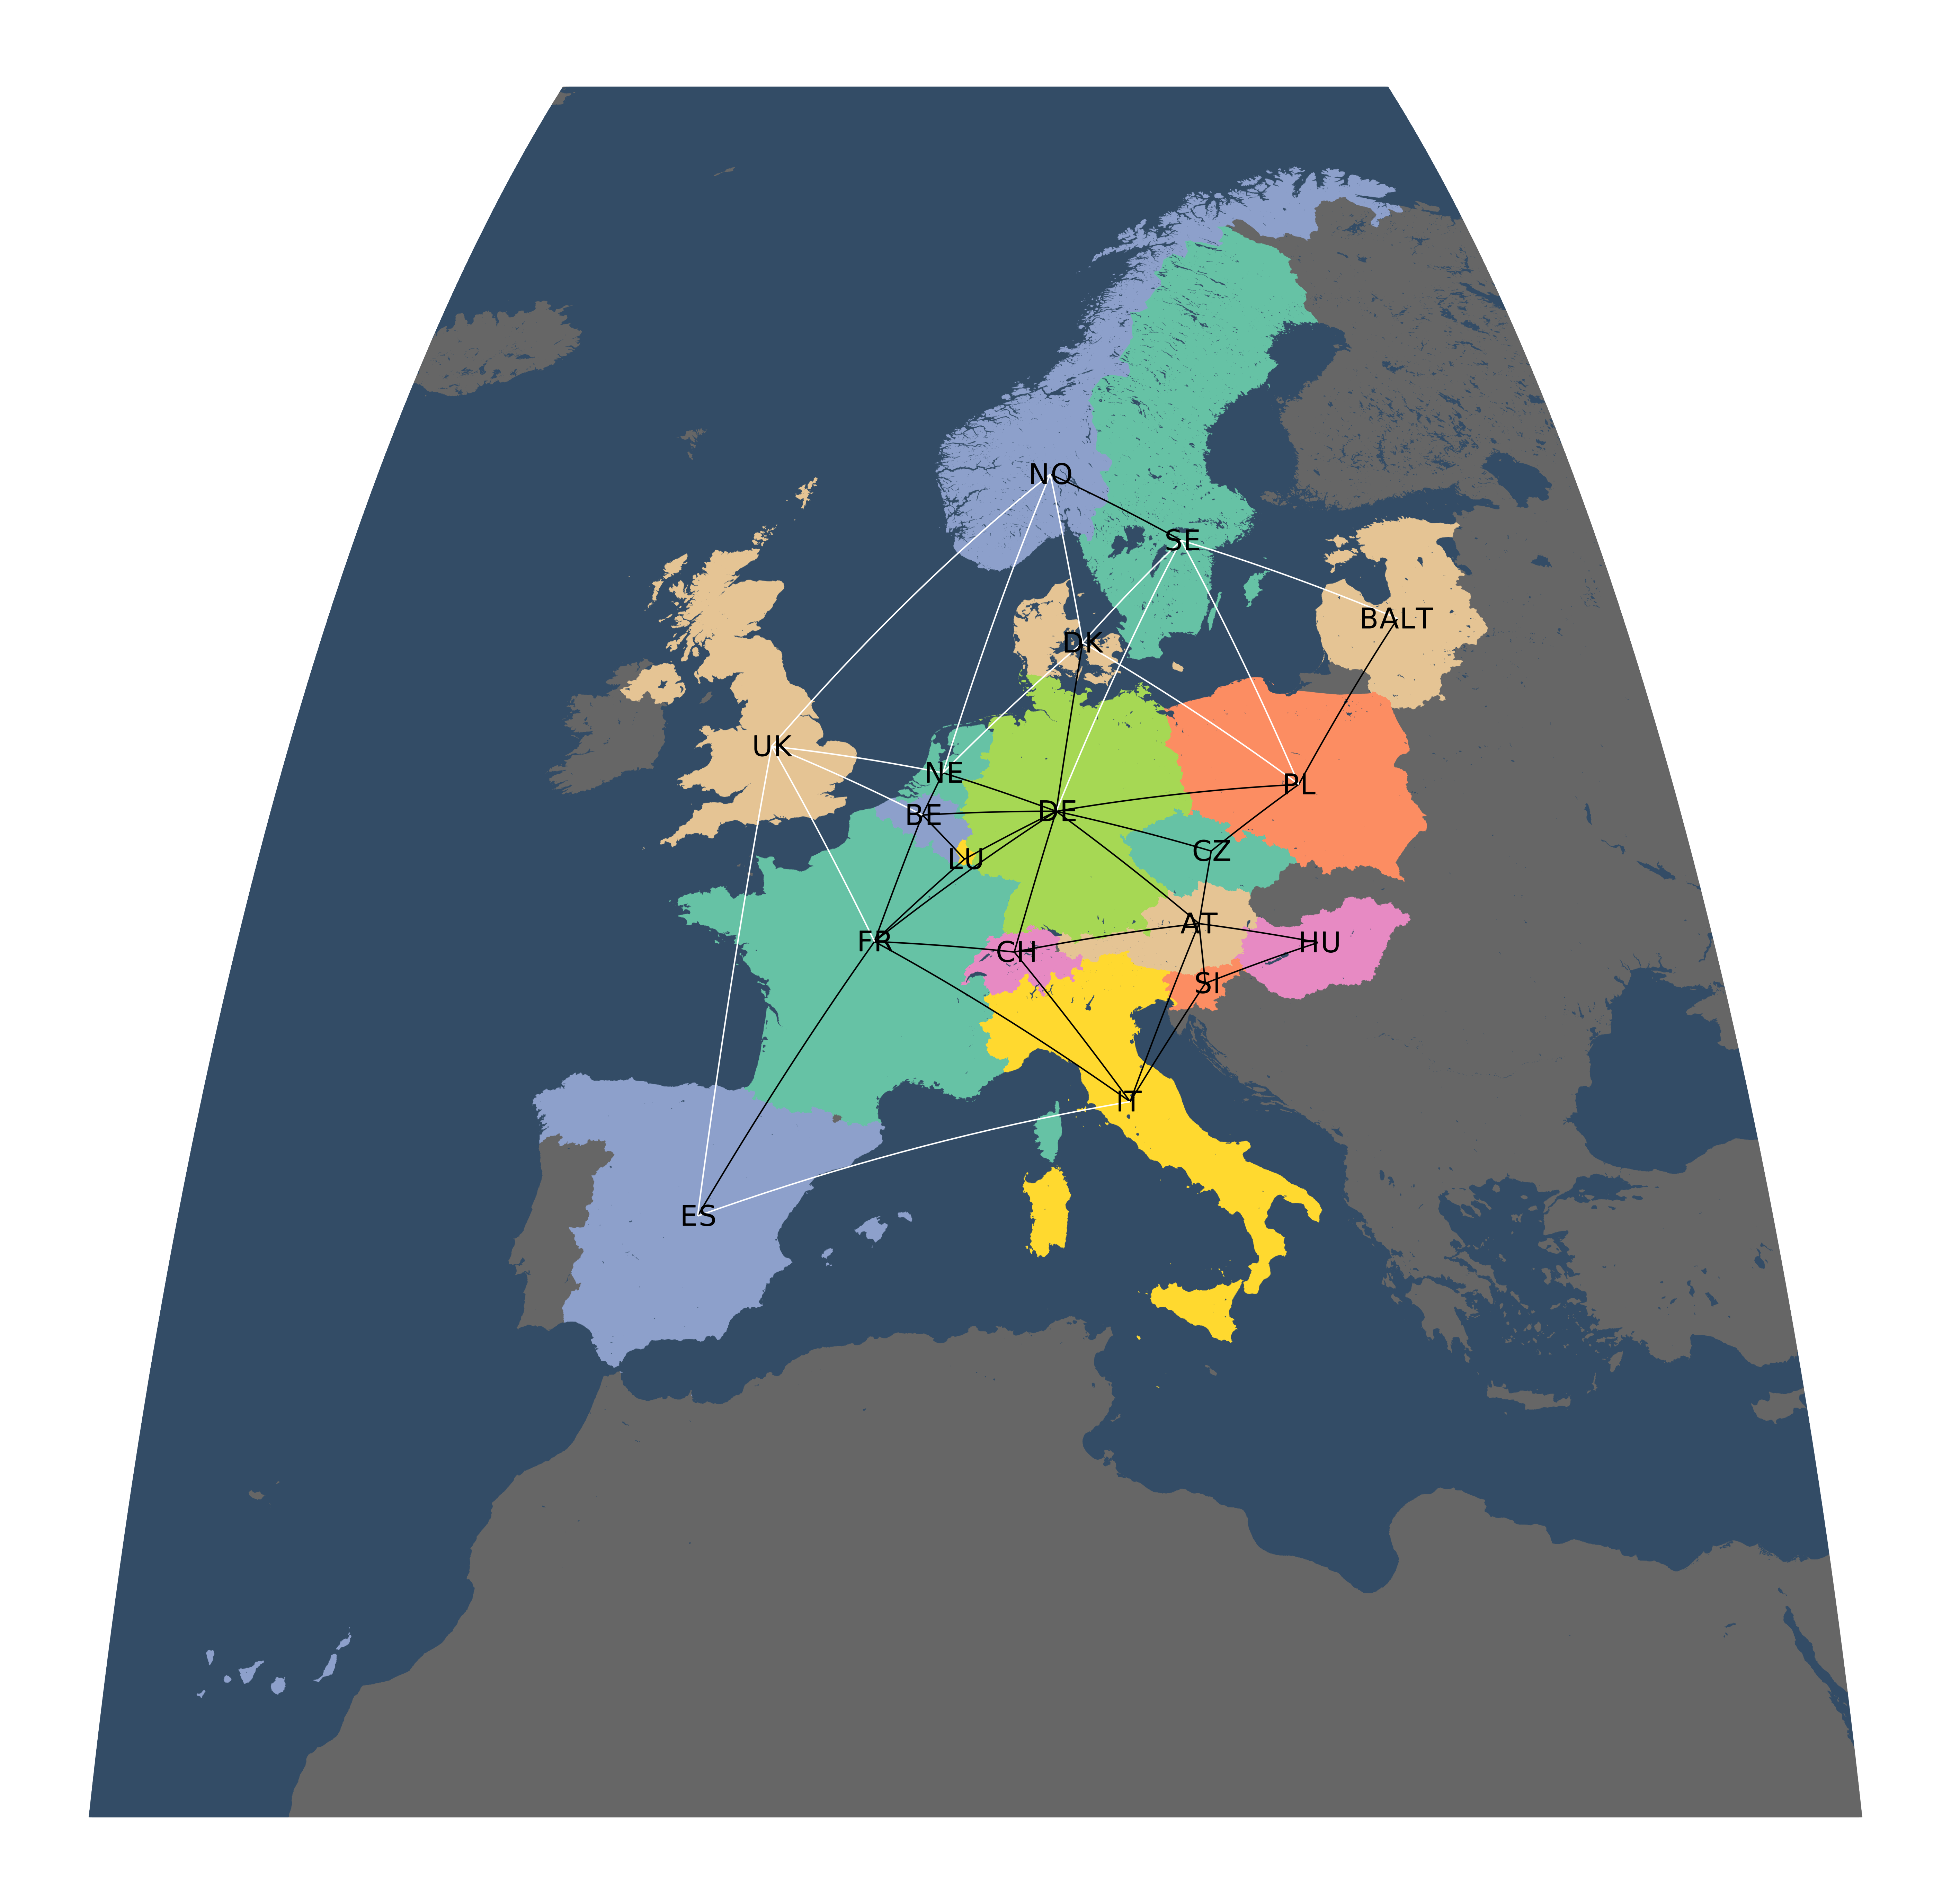 NO
SE
BALT
DK
UK
NE
PL
DE
BE
CZ
LU
AT
FR
HU
CH
SI
IT
ES